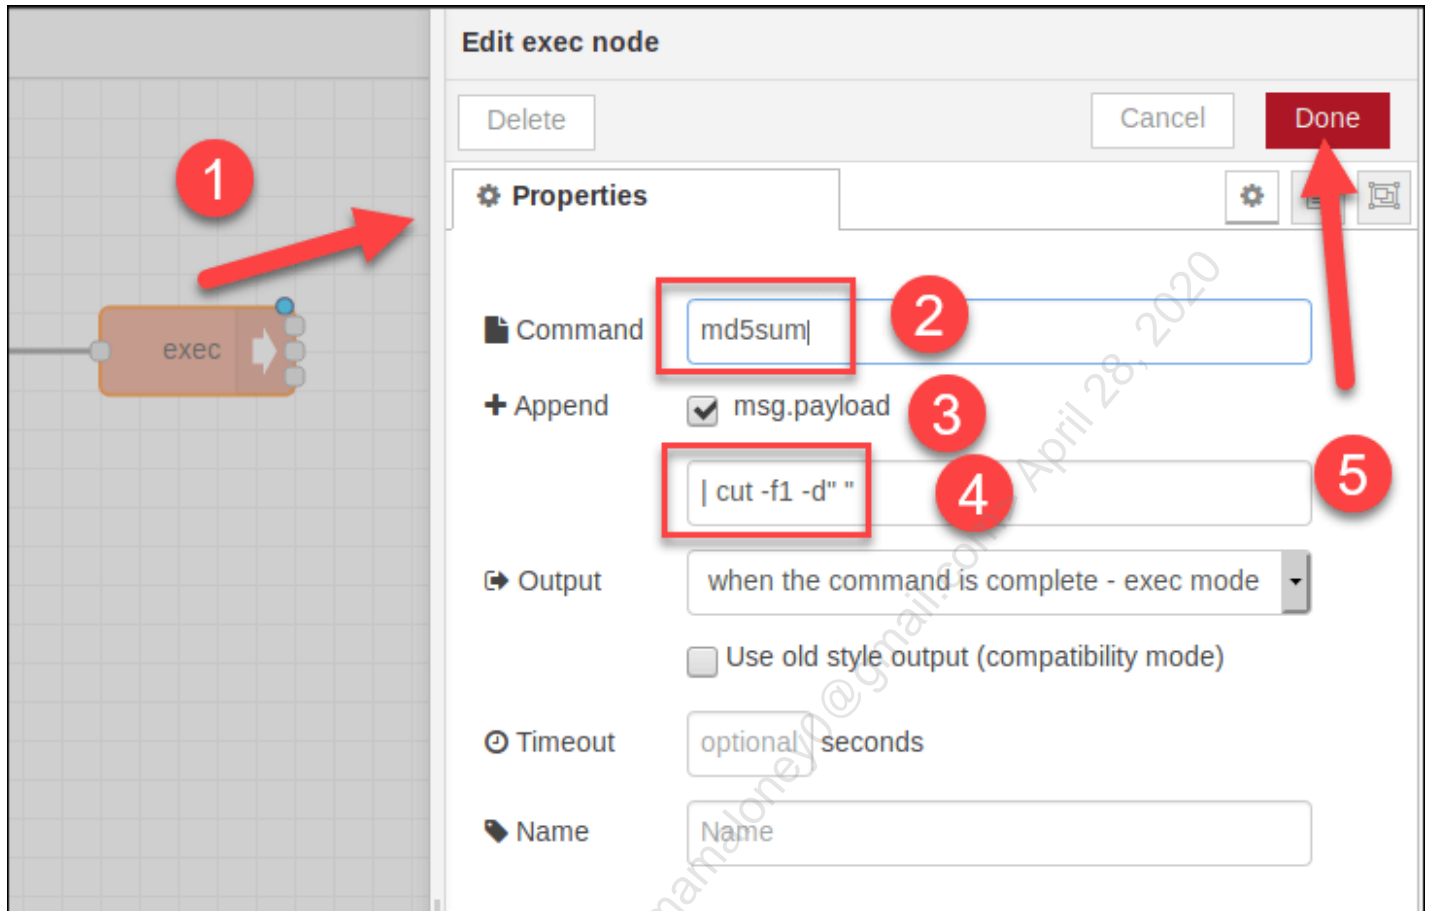 Edit exec node
Delete
Cancel
Done
1
Properties
exec
Command
md5sum
2
Append
msg.payload
3
| cut -f1 -d" "
4
5
Output
when the command is complete - exec mode
Use old style output (compatibility mode)
Timeout
optional
seconds
Name
Name
April 28, 2020